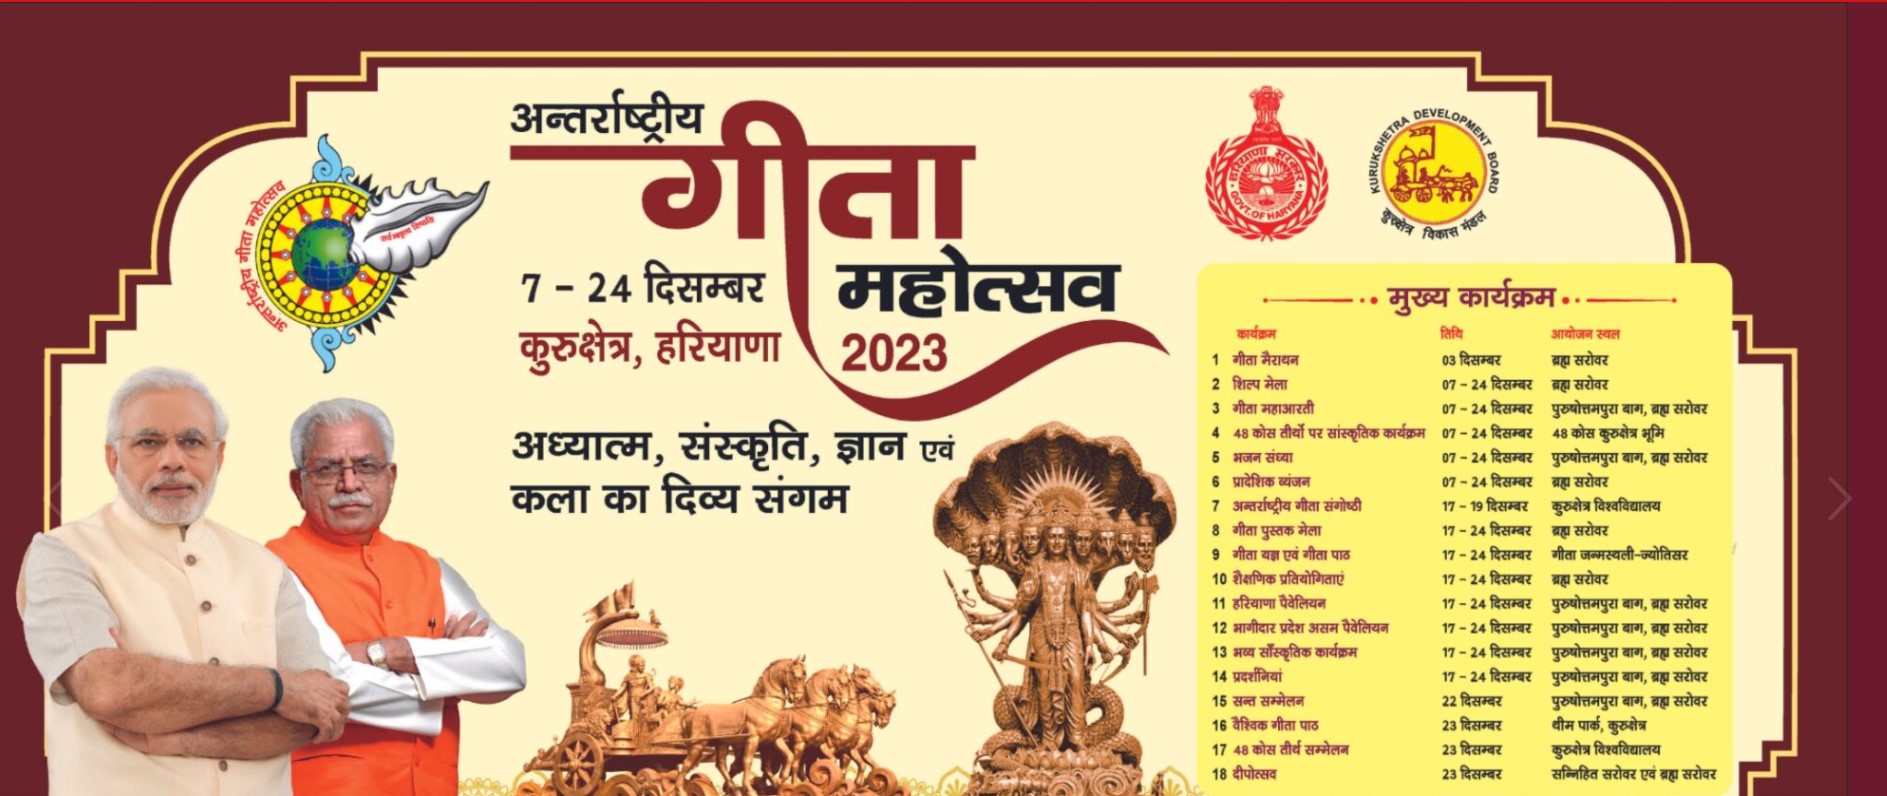 अन्तर्राष्ट्रीय
गीता
महोत्सव
2023
7 – 24 दिसम्बर
कुरुक्षेत्र, हरियाणा
अध्यात्म, संस्कृति, ज्ञान एवं
कला का दिव्य संगम
अन्तर्राष्ट्रीय गीता महोत्सव
हरियाणा सरकार
GOVT. OF HARYANA
KURUKSHETRA DEVELOPMENT BOARD
कुरुक्षेत्र विकास मंडल
मुख्य कार्यक्रम
कार्यक्रम तिथि आयोजन स्थल
1 गीता मैराथन 03 दिसम्बर ब्रह्म सरोवर
2 शिल्प मेला 07 – 24 दिसम्बर ब्रह्म सरोवर
3 गीता महाआरती 07 – 24 दिसम्बर पुरुषोत्तमपुरा बाग, ब्रह्म सरोवर
4 48 कोस तीर्थो पर सांस्कृतिक कार्यक्रम 07 – 24 दिसम्बर 48 कोस कुरुक्षेत्र भूमि
5 भजन संध्या 07 – 24 दिसम्बर पुरुषोत्तमपुरा बाग, ब्रह्म सरोवर
6 प्रादेशिक व्यंजन 07 – 24 दिसम्बर ब्रह्म सरोवर
7 अन्तर्राष्ट्रीय गीता संगोष्ठी 17 – 19 दिसम्बर कुरुक्षेत्र विश्वविद्यालय
8 गीता पुस्तक मेला 17 – 24 दिसम्बर ब्रह्म सरोवर
9 गीता यज्ञ एवं गीता पाठ 17 – 24 दिसम्बर गीता जन्मस्थली–ज्योतिसर
10 शैक्षणिक प्रतियोगिताएं 17 – 24 दिसम्बर ब्रह्म सरोवर
11 हरियाणा पैवेलियन 17 – 24 दिसम्बर पुरुषोत्तमपुरा बाग, ब्रह्म सरोवर
12 भागीदार प्रदेश असम पैवेलियन 17 – 24 दिसम्बर पुरुषोत्तमपुरा बाग, ब्रह्म सरोवर
13 भव्य साँस्कृतिक कार्यक्रम 17 – 24 दिसम्बर पुरुषोत्तमपुरा बाग, ब्रह्म सरोवर
14 प्रदर्शनियां 17 – 24 दिसम्बर पुरुषोत्तमपुरा बाग, ब्रह्म सरोवर
15 सन्त सम्मेलन 22 दिसम्बर पुरुषोत्तमपुरा बाग, ब्रह्म सरोवर
16 वैश्विक गीता पाठ 23 दिसम्बर थीम पार्क, कुरुक्षेत्र
17 48 कोस तीर्थ सम्मेलन 23 दिसम्बर कुरुक्षेत्र विश्वविद्यालय
18 दीपोत्सव 23 दिसम्बर सन्निहित सरोवर एवं ब्रह्म सरोवर